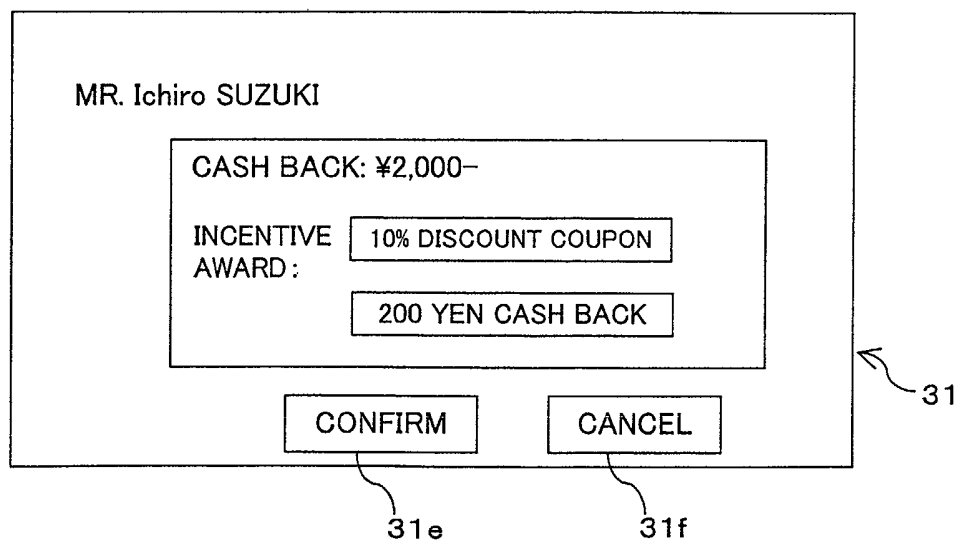 MR. Ichiro SUZUKI
CASH BACK: ¥2,000−
INCENTIVE
AWARD:
10% DISCOUNT COUPON
200 YEN CASH BACK
CONFIRM
CANCEL
31
31e
31f